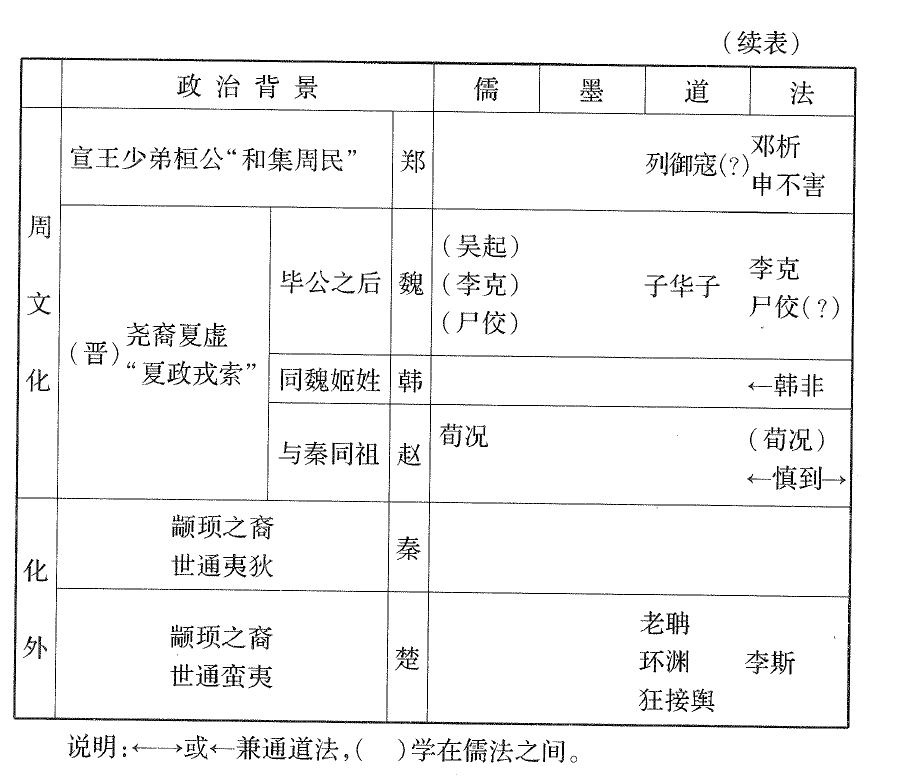 （续表）
政治背景 儒 墨 道 法
周文化
宣王少弟桓公“和集周民” 郑 列御寇(?) 邓析
申不害
（晋）尧裔夏虚
“夏政戎索”
毕公之后 魏 （吴起）
（李克）
（尸佼）
子华子
李克
尸佼(?)
同魏姬姓 韩 ←韩非
与秦同祖 赵 荀况 （荀况）
←慎到→
化外
颛顼之裔
世通夷狄
秦
颛顼之裔
世通蛮夷
楚
老聃
环渊
狂接舆
李斯
说明:←→或←兼通道法,(　)学在儒法之间。